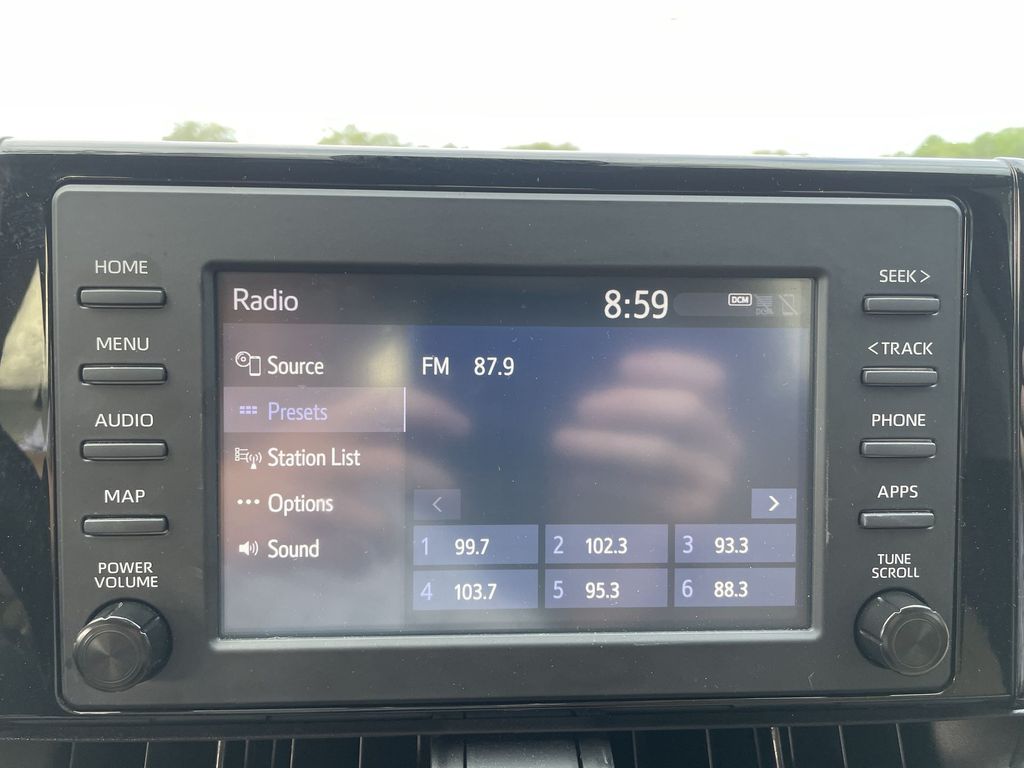 HOME
MENU
AUDIO
MAP
POWER
VOLUME
Radio
8:59
DCM
Source
Presets
Station List
Options
Sound
FM 87.9
<
>
1 99.7
2 102.3
3 93.3
4 103.7
5 95.3
6 88.3
SEEK >
< TRACK
PHONE
APPS
TUNE
SCROLL